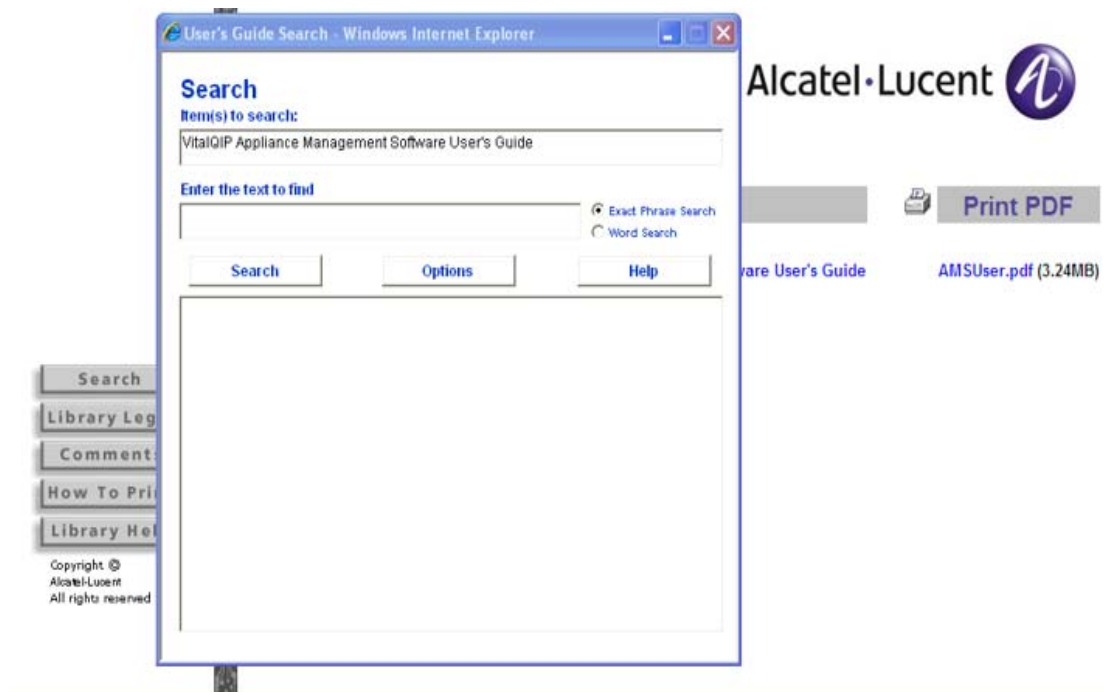 User's Guide Search - Windows Internet Explorer
Search
Item(s) to search:
VitalQIP Appliance Management Software User's Guide
Enter the text to find
Exact Phrase Search
Word Search
Search
Options
Help
Alcatel·Lucent
Print PDF
ware User's Guide
AMSUser.pdf (3.24MB)
Search
Library Leg
Comment
How To Pri
Library Hel
Copyright ©
Alcatel-Lucent
All rights reserved